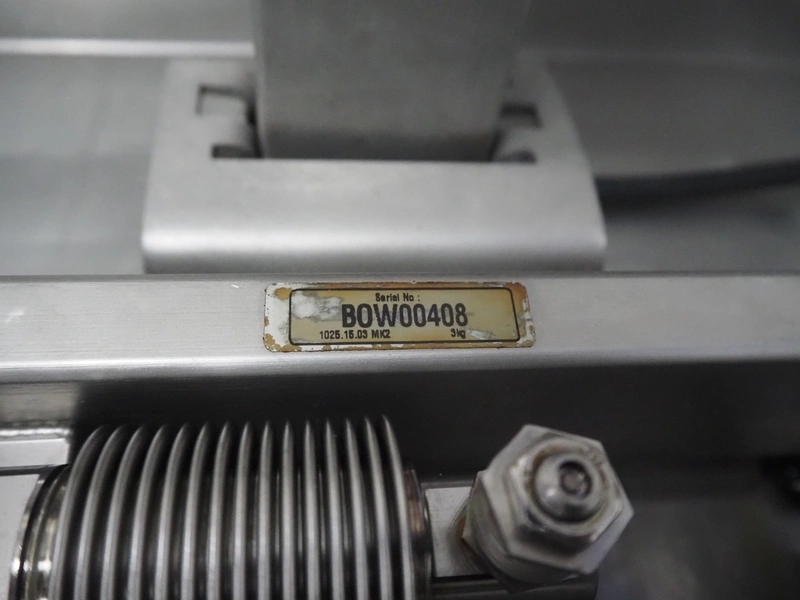 Serial No :
BOW00408
1025.15.03 MK2 3kg